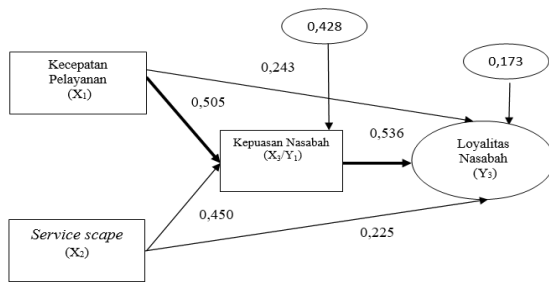 0,428
0,173
Kecepatan
Pelayanan
(X₁)
0,243
0,505
Kepuasan Nasabah
(X₃/Y₁)
0,536
Loyalitas
Nasabah
(Y₃)
0,450
Service scape
(X₂)
0,225